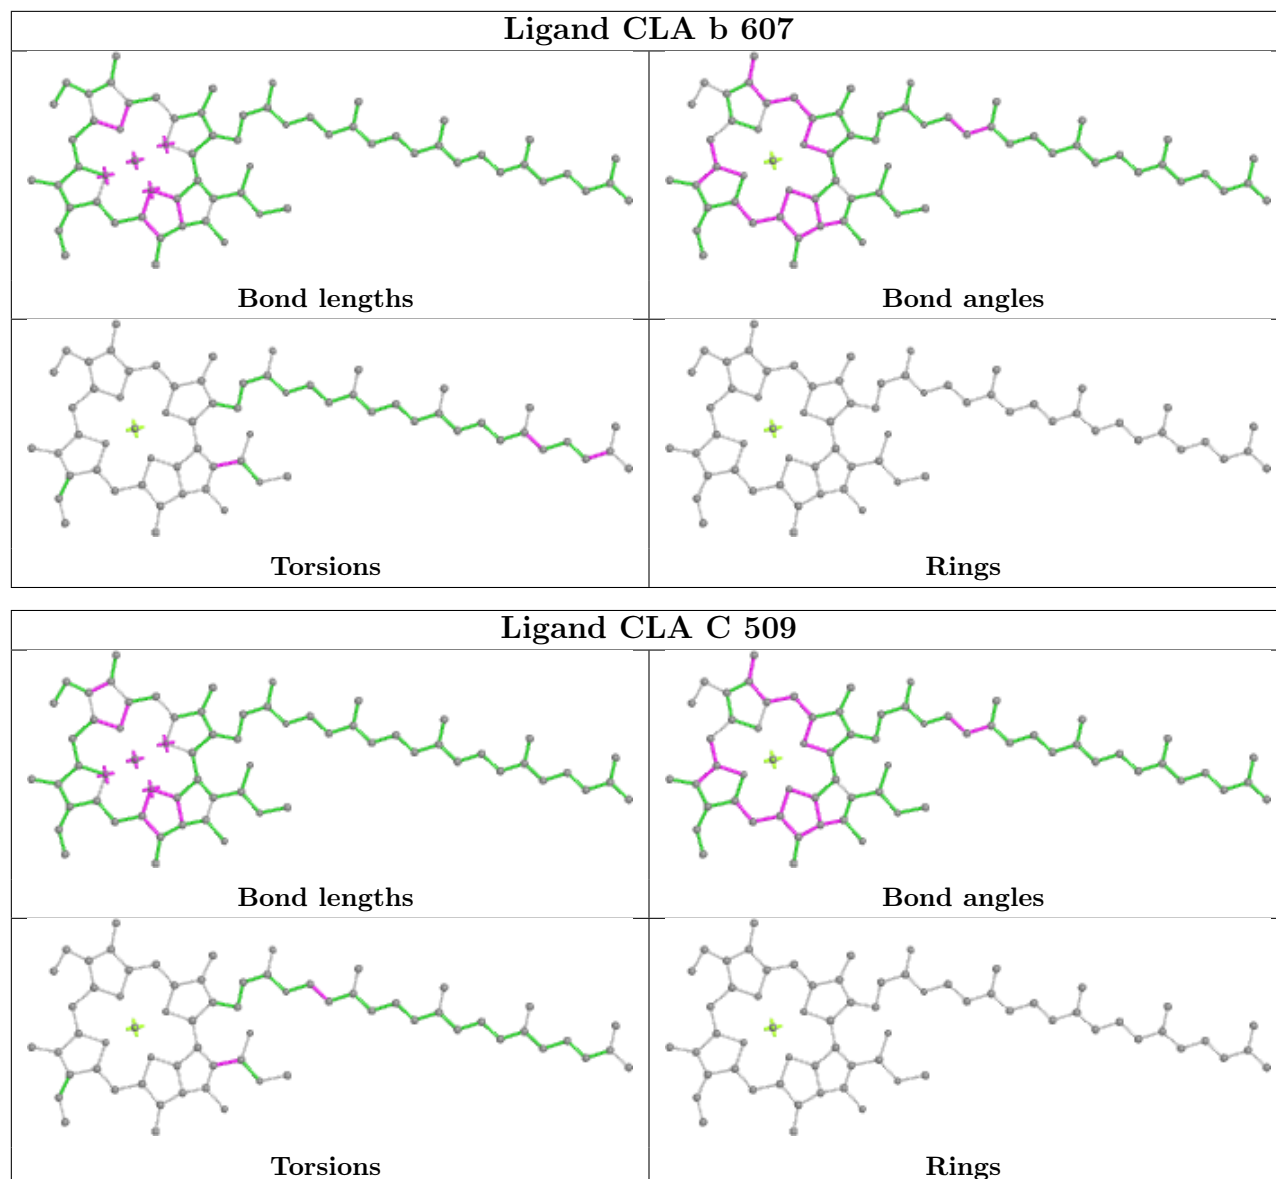 Ligand CLA b 607
Bond lengths
Bond angles
Torsions
Rings
Ligand CLA C 509
Bond lengths
Bond angles
Torsions
Rings